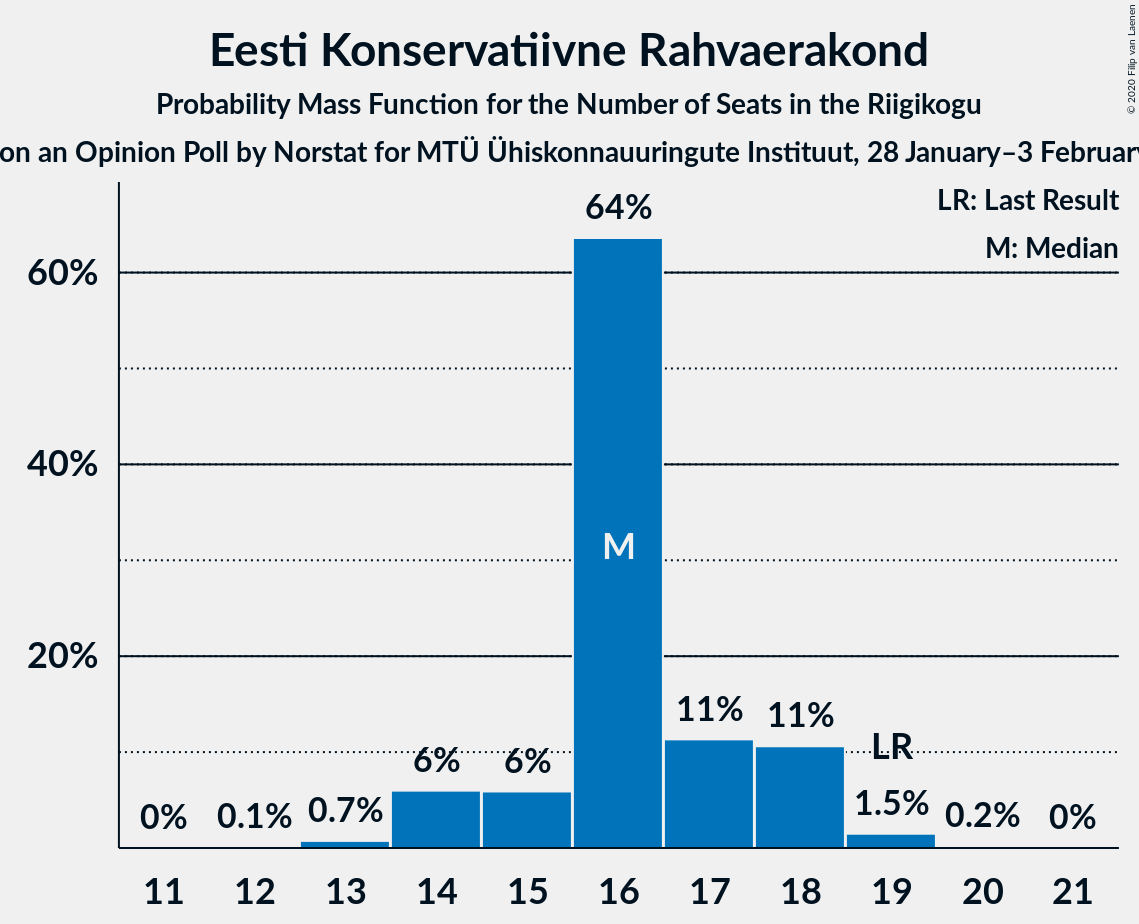 Eesti Konservatiivne Rahvaerakond
Probability Mass Function for the Number of Seats in the Riigikogu
on an Opinion Poll by Norstat for MTÜ Ühiskonnauuringute Instituut, 28 January–3 February
© 2020 Filip van Laenen
LR: Last Result
M: Median
64%
60%
40%
M
20%
11%
11%
LR
6%
6%
1.5%
0.7%
0.2%
0.1%
0%
0%
11 12 13 14 15 16 17 18 19 20 21